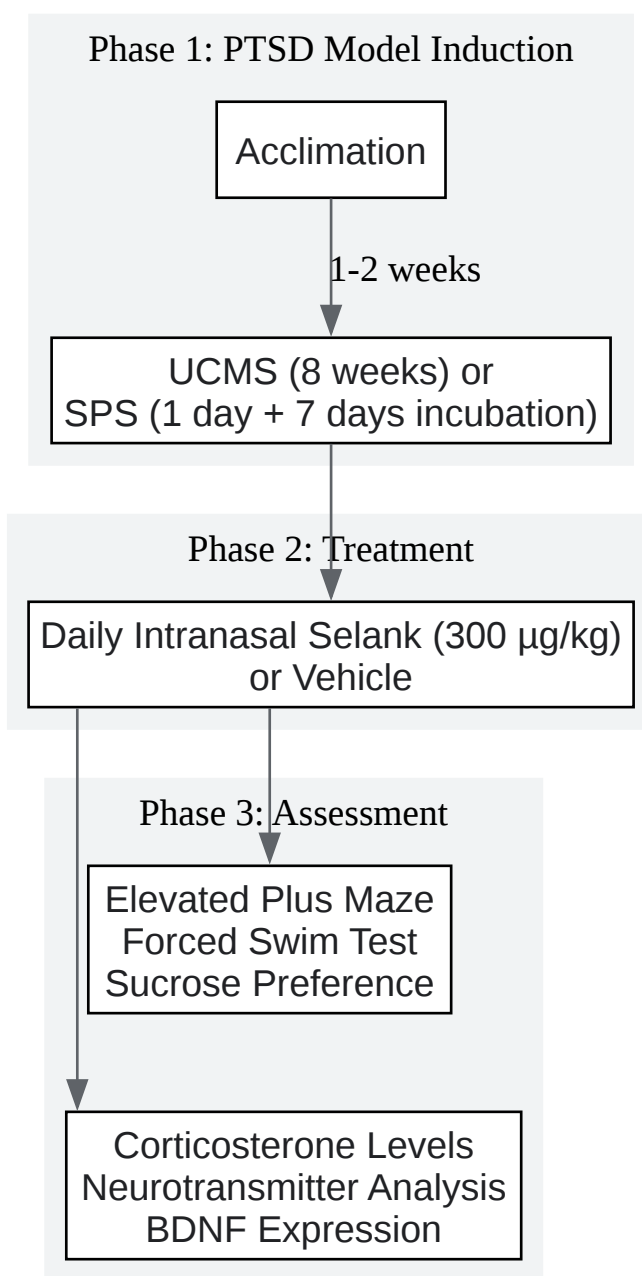 Phase 1: PTSD Model Induction
Acclimation
1-2 weeks
UCMS (8 weeks) or
SPS (1 day + 7 days incubation)
Phase 2: Treatment
Daily Intranasal Selank (300 µg/kg)
or Vehicle
Phase 3: Assessment
Elevated Plus Maze
Forced Swim Test
Sucrose Preference
Corticosterone Levels
Neurotransmitter Analysis
BDNF Expression